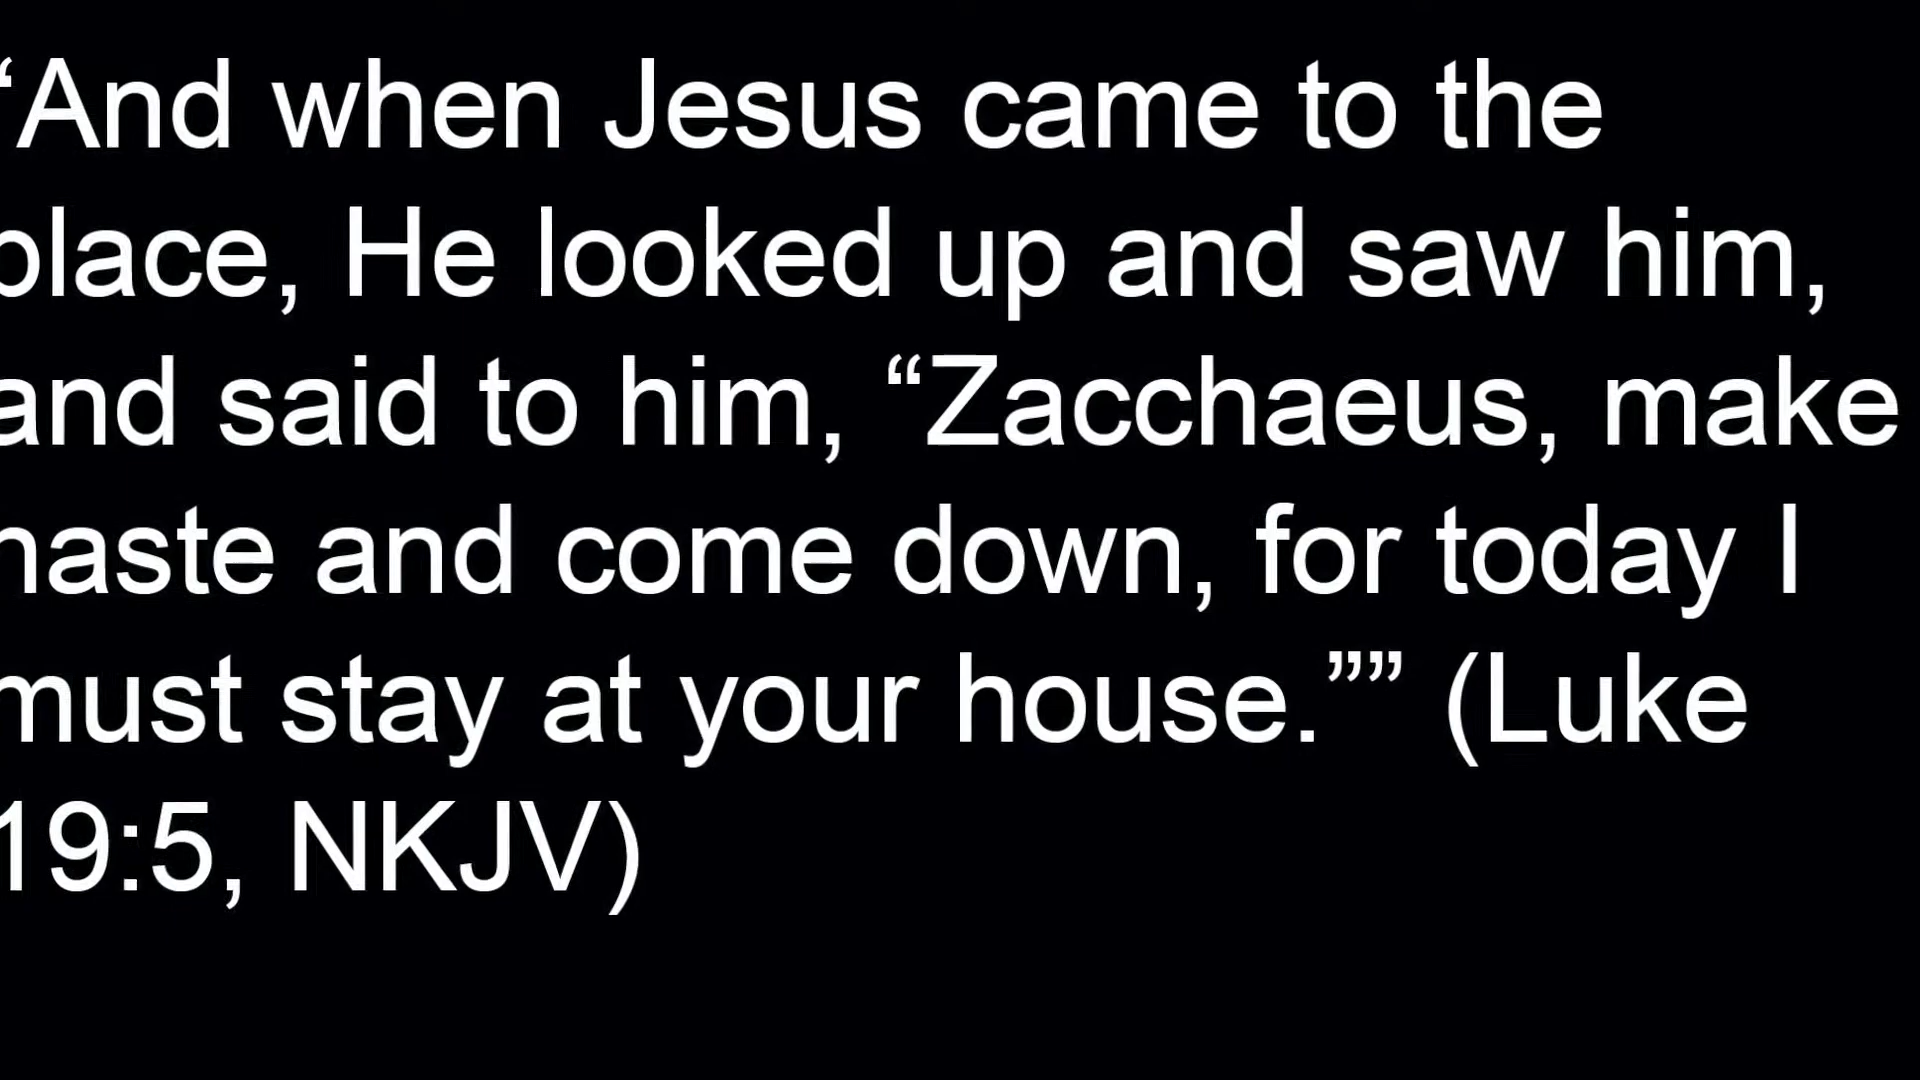 “And when Jesus came to the
place, He looked up and saw him,
and said to him, “Zacchaeus, make
haste and come down, for today I
must stay at your house.”” (Luke
19:5, NKJV)